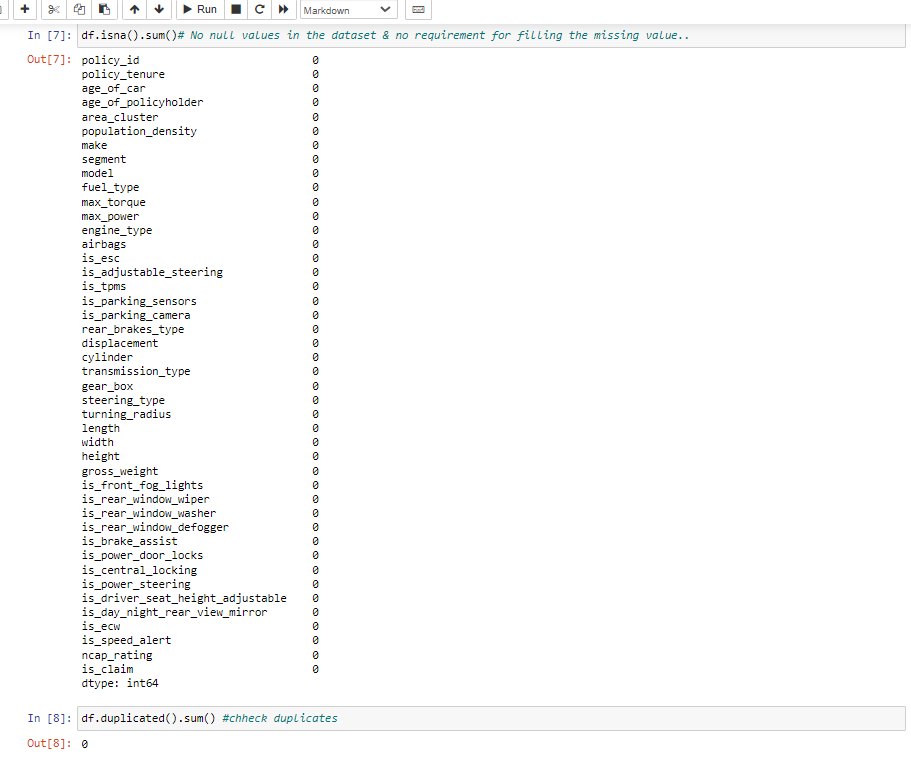 Run
Markdown
In [7]: df.isna().sum()# No null values in the dataset & no requirement for filling the missing value..
Out[7]: policy_id 0
policy_tenure 0
age_of_car 0
age_of_policyholder 0
area_cluster 0
population_density 0
make 0
segment 0
model 0
fuel_type 0
max_torque 0
max_power 0
engine_type 0
airbags 0
is_esc 0
is_adjustable_steering 0
is_tpms 0
is_parking_sensors 0
is_parking_camera 0
rear_brakes_type 0
displacement 0
cylinder 0
transmission_type 0
gear_box 0
steering_type 0
turning_radius 0
length 0
width 0
height 0
gross_weight 0
is_front_fog_lights 0
is_rear_window_wiper 0
is_rear_window_washer 0
is_rear_window_defogger 0
is_brake_assist 0
is_power_door_locks 0
is_central_locking 0
is_power_steering 0
is_driver_seat_height_adjustable 0
is_day_night_rear_view_mirror 0
is_ecw 0
is_speed_alert 0
ncap_rating 0
is_claim 0
dtype: int64
In [8]: df.duplicated().sum() #chheck duplicates
Out[8]: 0